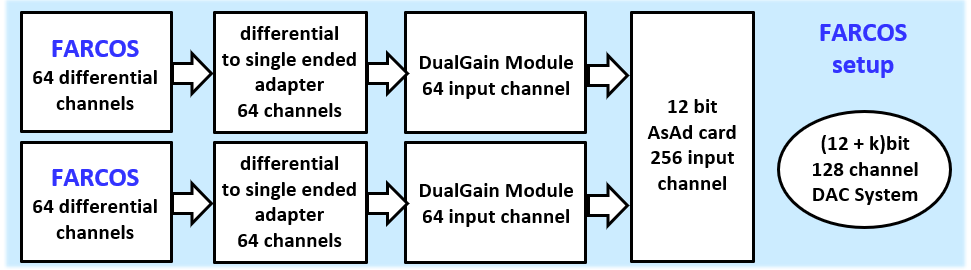 FARCOS
64 differential
channels
differential
to single ended
adapter
64 channels
DualGain Module
64 input channel
12 bit
AsAd card
256 input
channel
FARCOS
setup
(12 + k)bit
128 channel
DAC System
FARCOS
64 differential
channels
differential
to single ended
adapter
64 channels
DualGain Module
64 input channel